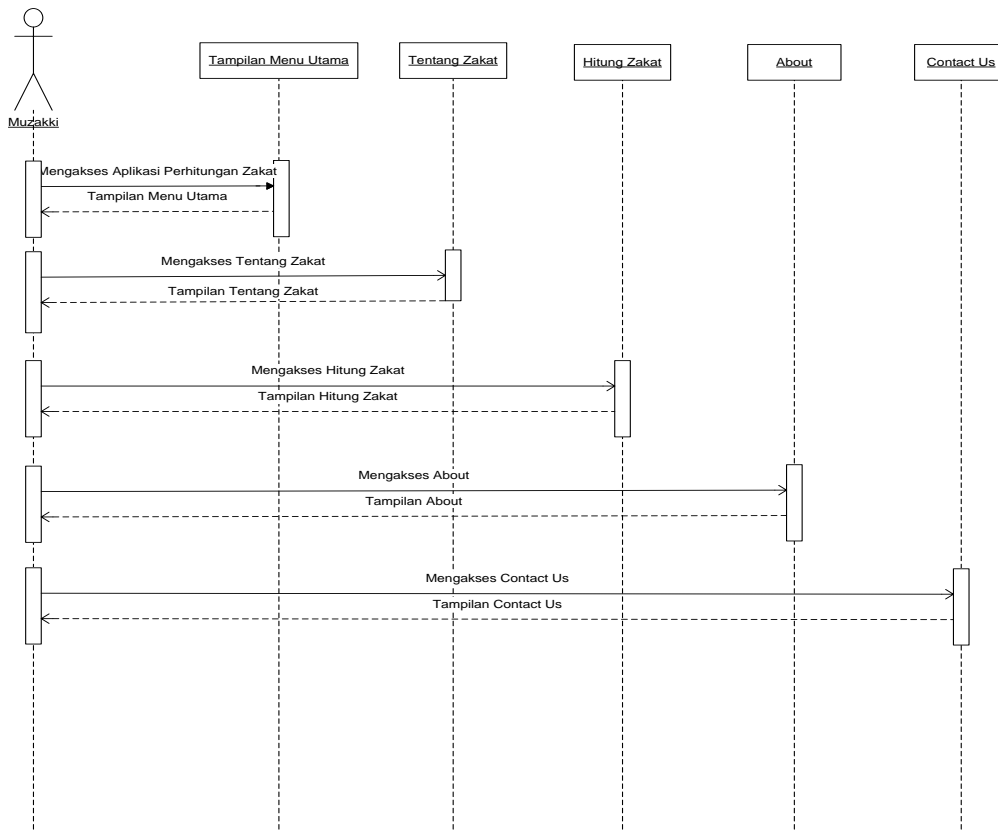 Tampilan Menu Utama
Tentang Zakat
Hitung Zakat
About
Contact Us
Muzakki
Mengakses Aplikasi Perhitungan Zakat
Tampilan Menu Utama
Mengakses Tentang Zakat
Tampilan Tentang Zakat
Mengakses Hitung Zakat
Tampilan Hitung Zakat
Mengakses About
Tampilan About
Mengakses Contact Us
Tampilan Contact Us